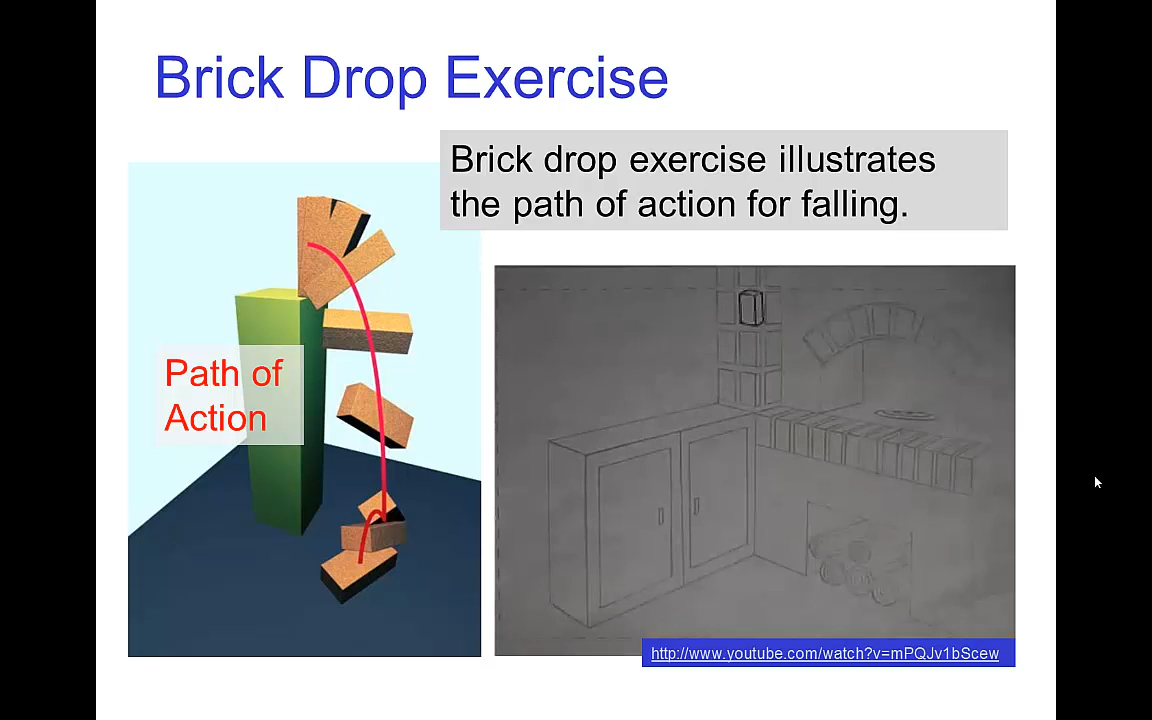 Brick Drop Exercise
Brick drop exercise illustrates
the path of action for falling.
Path of
Action
http://www.youtube.com/watch?v=mPQJv1bScew